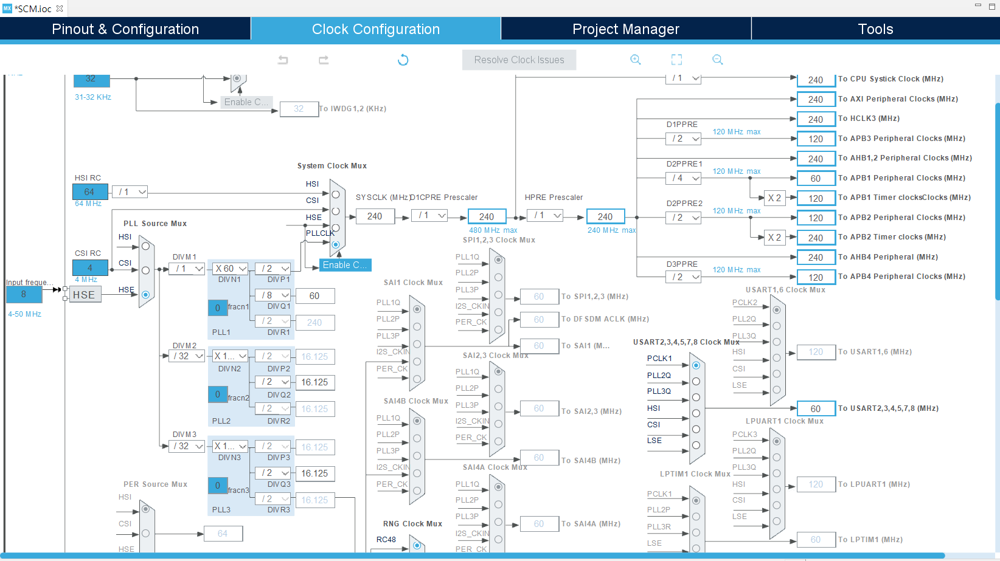 *SCM.ioc
Pinout & Configuration
Clock Configuration
Project Manager
Tools
Resolve Clock Issues
32
31-32 KHz
Enable C...
32
To IWDG1,2 (KHz)
/ 1
240
To CPU Systick Clock (MHz)
240
To AXI Peripheral Clocks (MHz)
240
To HCLK3 (MHz)
D1PPRE
/ 2
120 MHz max
120
To APB3 Peripheral Clocks (MHz)
240
To AHB1,2 Peripheral Clocks (MHz)
D2PPRE1
/ 4
120 MHz max
60
To APB1 Peripheral Clocks (MHz)
X 2
120
To APB1 Timer clocksClocks (MHz)
D2PPRE2
/ 2
120 MHz max
120
To APB2 Peripheral Clocks (MHz)
X 2
240
To APB2 Timer clocks (MHz)
240
To AHB4 Peripheral Clocks (MHz)
D3PPRE
/ 2
120 MHz max
120
To APB4 Peripheral Clocks (MHz)
System Clock Mux
HSI
CSI
HSE
PLLCLK
Enable C...
SYSCLK (MHz)
240
D1CPRE Prescaler
/ 1
240
480 MHz max
HPRE Prescaler
/ 1
240
240 MHz max
HSI RC
64
64 MHz
/ 1
CSI RC
4
4 MHz
Input freque...
8
4-50 MHz
HSE
PLL Source Mux
HSI
CSI
HSE
DIVM1
/ 1
X 60
DIVN1
/ 2
DIVP1
0
fracn1
/ 8
DIVQ1
60
/ 2
DIVR1
240
PLL1
DIVM2
/ 32
X 1...
DIVN2
/ 2
DIVP2
16.125
0
fracn2
/ 2
DIVQ2
16.125
/ 2
DIVR2
16.125
PLL2
DIVM3
/ 32
X 1...
DIVN3
/ 2
DIVP3
16.125
0
fracn3
/ 2
DIVQ3
16.125
/ 2
DIVR3
16.125
PLL3
PER Source Mux
HSI
CSI
HSE
64
SAI1 Clock Mux
PLL1Q
PLL2P
PLL3P
I2S_CKIN
PER_CK
SAI4B Clock Mux
PLL1Q
PLL2P
PLL3P
I2S_CKIN
PER_CK
RNG Clock Mux
RC48
SPI1,2,3 Clock Mux
PLL1Q
PLL2P
PLL3P
I2S_CKIN
PER_CK
60
To SPI1,2,3 (MHz)
60
To DFSDM ACLK (MHz)
60
To SAI1 (M...
SAI2,3 Clock Mux
PLL1Q
PLL2P
PLL3P
I2S_CKIN
PER_CK
60
To SAI2,3 (MHz)
60
To SAI4B (MHz)
SAI4A Clock Mux
PLL1Q
PLL2P
PLL3P
I2S_CKIN
PER_CK
60
To SAI4A (MHz)
USART1,6 Clock Mux
PCLK2
PLL2Q
PLL3Q
HSI
CSI
LSE
120
To USART1,6 (MHz)
USART2,3,4,5,7,8 Clock Mux
PCLK1
PLL2Q
PLL3Q
HSI
CSI
LSE
60
To USART2,3,4,5,7,8 (MHz)
LPUART1 Clock Mux
PCLK3
PLL2Q
PLL3Q
HSI
CSI
LSE
120
To LPUART1 (MHz)
LPTIM1 Clock Mux
PCLK1
PLL2P
PLL3R
LSE
60
To LPTIM1 (MHz)